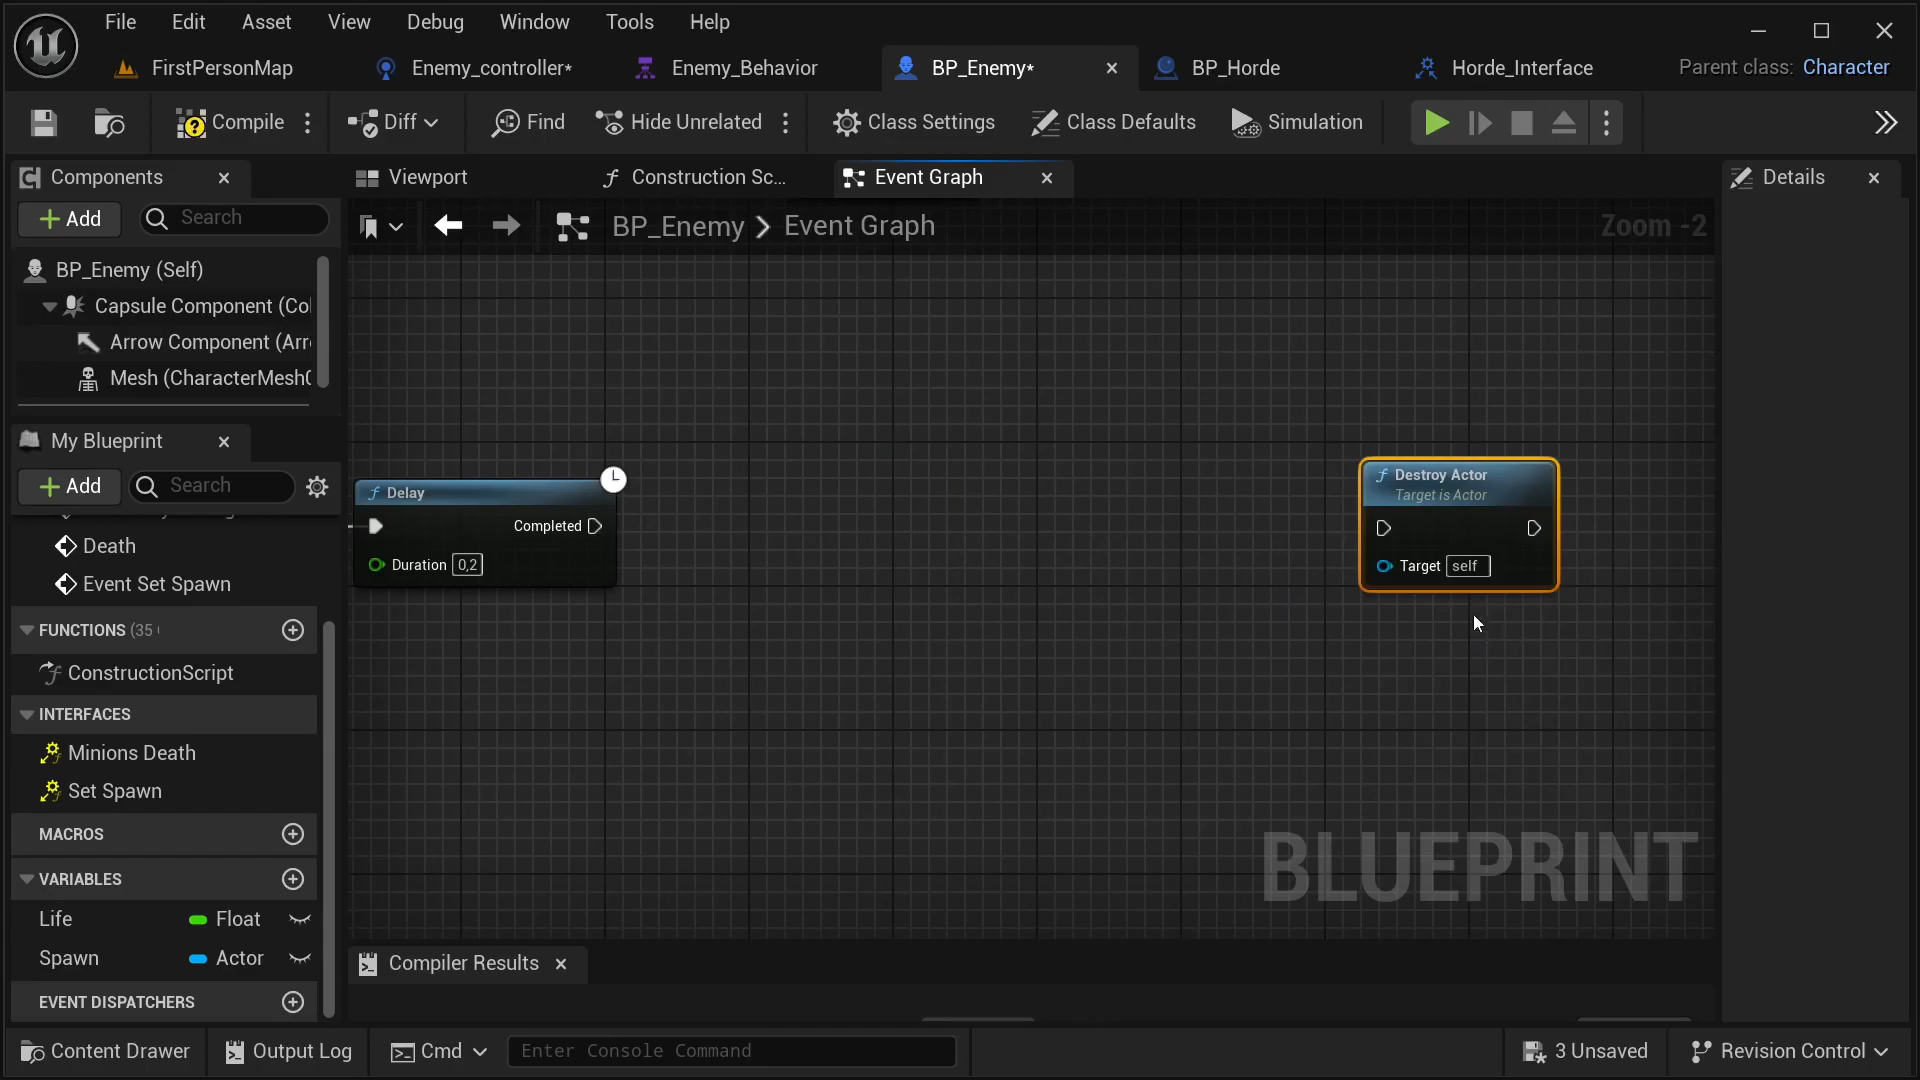 File Edit Asset View Debug Window Tools Help
FirstPersonMap Enemy_controller* Enemy_Behavior BP_Enemy* BP_Horde Horde_Interface Parent class: Character
Compile Diff Find Hide Unrelated Class Settings Class Defaults Simulation
Components Viewport Construction Sc... Event Graph Details
Add Search
BP_Enemy > Event Graph
Zoom -2
BP_Enemy (Self)
Capsule Component (Col
Arrow Component (Arr
Mesh (CharacterMesh0
My Blueprint
Add Search
Death
Event Set Spawn
FUNCTIONS (35
ConstructionScript
INTERFACES
Minions Death
Set Spawn
MACROS
VARIABLES
Life Float
Spawn Actor
EVENT DISPATCHERS
f Delay
Completed
Duration 0,2
f Destroy Actor
Target is Actor
Target self
BLUEPRINT
Compiler Results
Content Drawer Output Log Cmd Enter Console Command 3 Unsaved Revision Control